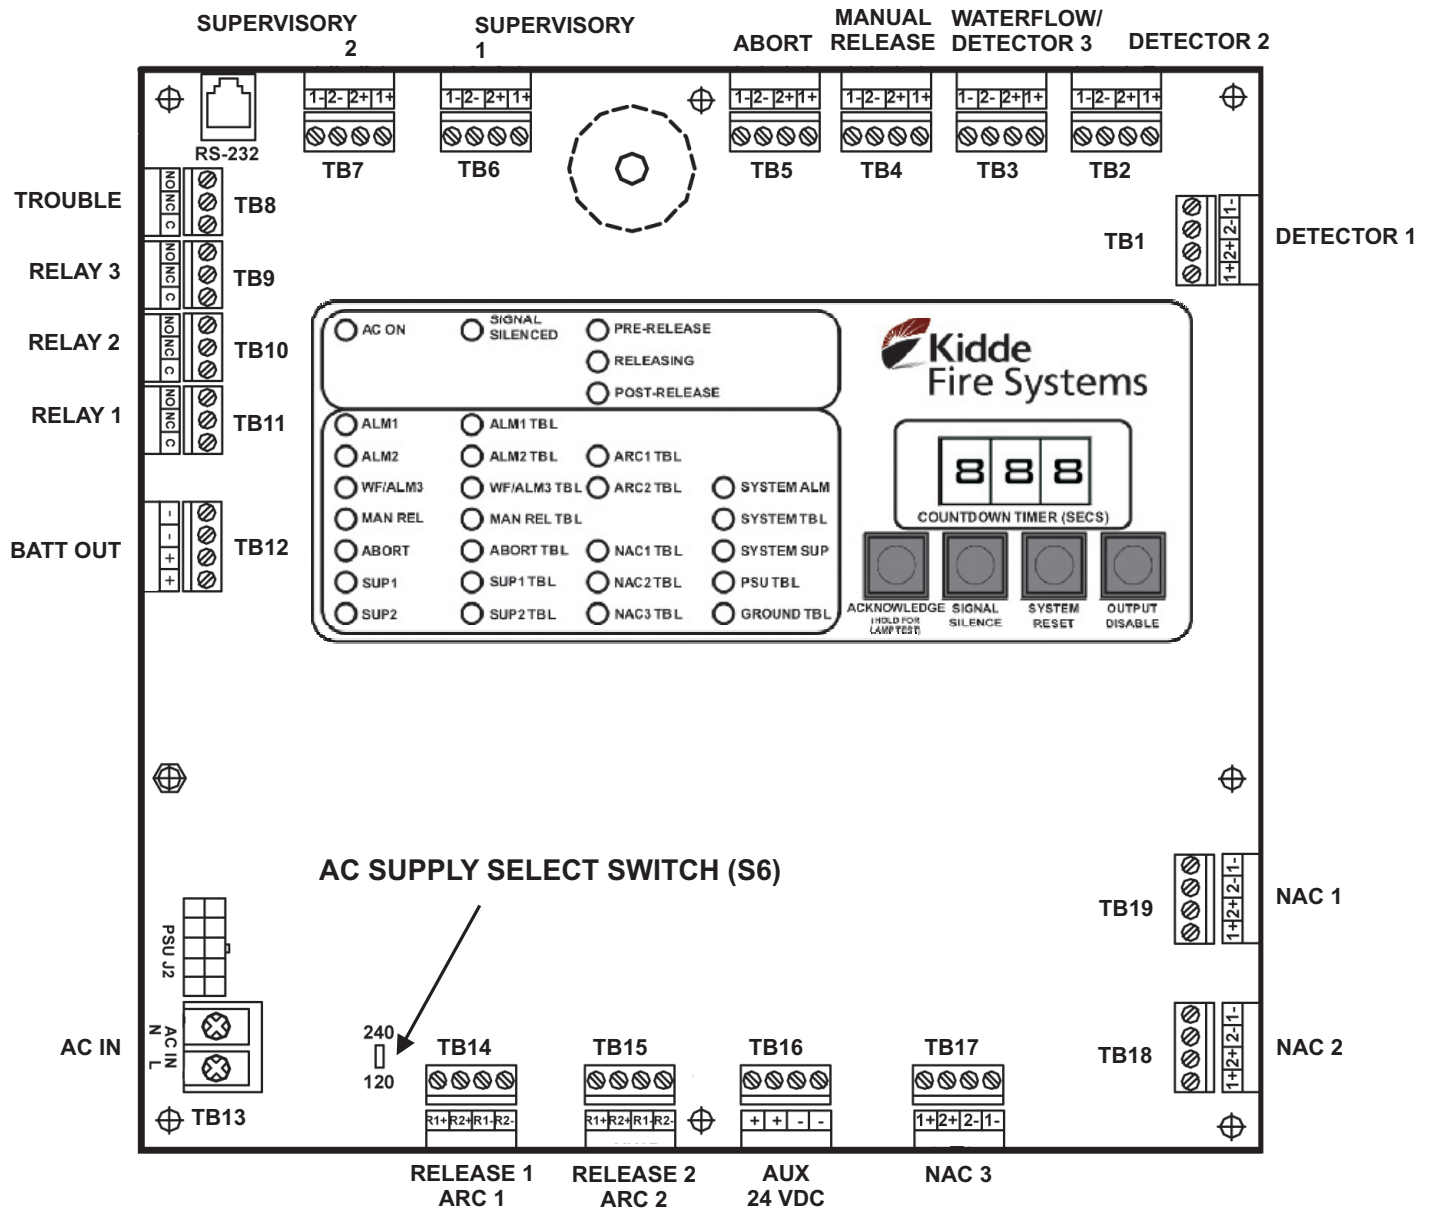 SUPERVISORY 2
SUPERVISORY 1
ABORT
MANUAL RELEASE
WATERFLOW/ DETECTOR 3
DETECTOR 2
1- 2- 2+ 1+
1- 2- 2+ 1+
1- 2- 2+ 1+
1- 2- 2+ 1+
1- 2- 2+ 1+
1- 2- 2+ 1+
RS-232
TB7
TB6
TB5
TB4
TB3
TB2
TROUBLE
NO NC C
TB8
TB1
1- 2- 2+ 1+
DETECTOR 1
RELAY 3
NO NC C
TB9
RELAY 2
NO NC C
TB10
RELAY 1
NO NC C
TB11
BATT OUT
- - + +
TB12
AC ON
SIGNAL SILENCED
PRE-RELEASE
RELEASING
POST-RELEASE
ALM1
ALM1 TBL
ALM2
ALM2 TBL
ARC1 TBL
WF/ALM3
WF/ALM3 TBL
ARC2 TBL
SYSTEM ALM
MAN REL
MAN REL TBL
SYSTEM TBL
ABORT
ABORT TBL
NAC1 TBL
SYSTEM SUP
SUP1
SUP1 TBL
NAC2 TBL
PSU TBL
SUP2
SUP2 TBL
NAC3 TBL
GROUND TBL
Kidde
Fire Systems
888
COUNTDOWN TIMER (SECS)
ACKNOWLEDGE
(HOLD FOR
LAMP TEST)
SIGNAL
SILENCE
SYSTEM
RESET
OUTPUT
DISABLE
AC SUPPLY SELECT SWITCH (S6)
240
120
PSU J2
AC IN
AC IN
N L
TB13
TB19
1- 2- 2+ 1+
NAC 1
TB18
1- 2- 2+ 1+
NAC 2
TB14
TB15
TB16
TB17
R1+ R2+ R1- R2-
R1+ R2+ R1- R2-
+ + - -
1+ 2+ 2- 1-
RELEASE 1
ARC 1
RELEASE 2
ARC 2
AUX
24 VDC
NAC 3